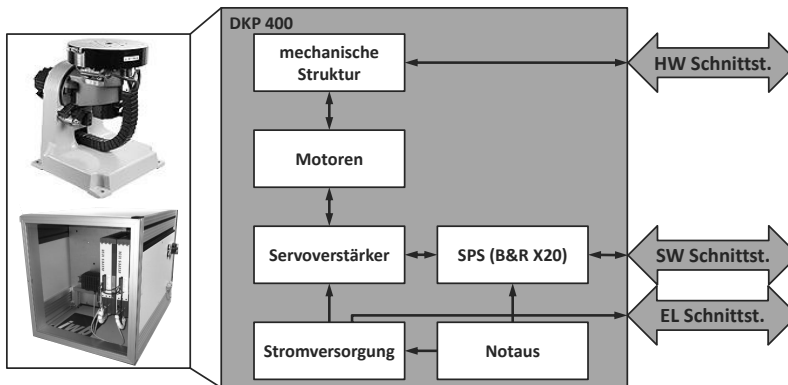 DKP 400
mechanische
Struktur
HW Schnittst.
Motoren
Servoverstärker
SPS (B&R X20)
SW Schnittst.
EL Schnittst.
Stromversorgung
Notaus